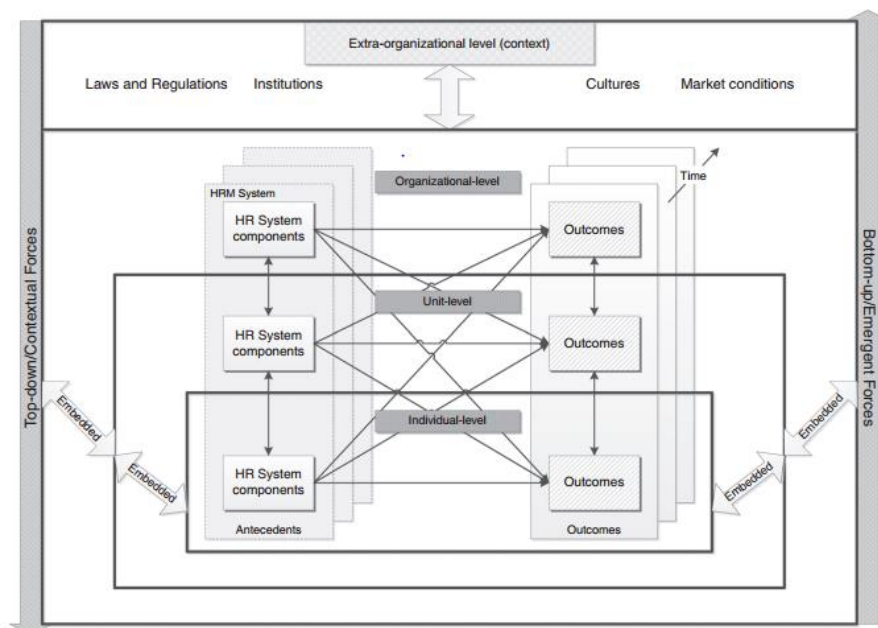 Extra-organizational level (context)
Laws and Regulations Institutions Cultures Market conditions
Organizational-level
Time
HRM System
HR System
components
Outcomes
Unit-level
HR System
components
Outcomes
Individual-level
HR System
components
Outcomes
Antecedents
Outcomes
Top-down/Contextual Forces
Bottom-up/Emergent Forces
Embedded
Embedded
Embedded
Embedded